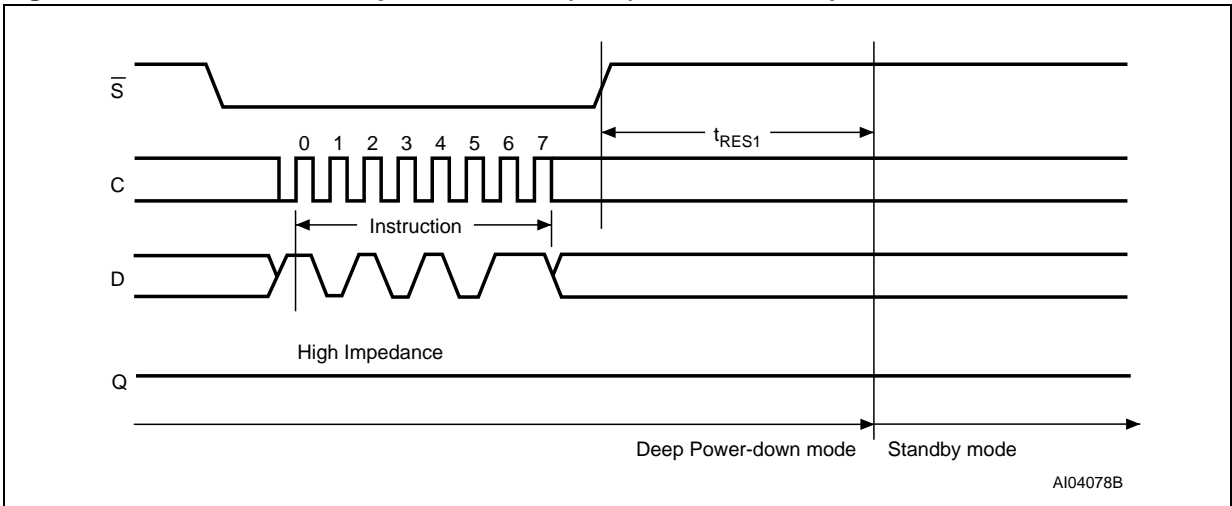 S
tRES1
0 1 2 3 4 5 6 7
C
Instruction
D
High Impedance
Q
Deep Power-down mode Standby mode
AI04078B